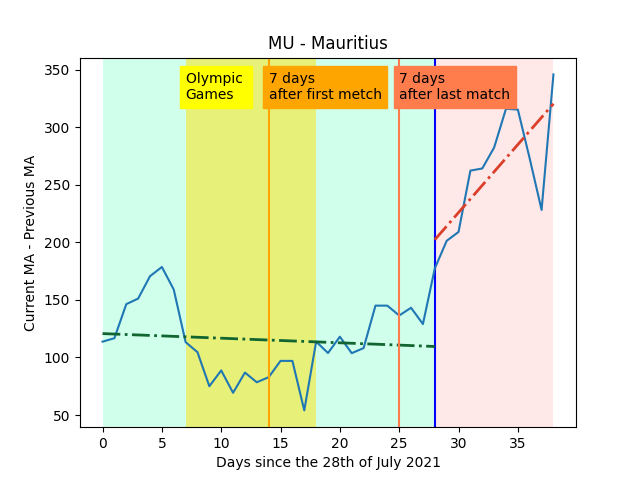 MU - Mauritius
Olympic
Games
7 days
after first metch
7 days
after last match
Current MA - Previous MA
350
300
250
200
150
100
50
0 5 10 15 20 25 30 35
Days since the 28th of July 2021